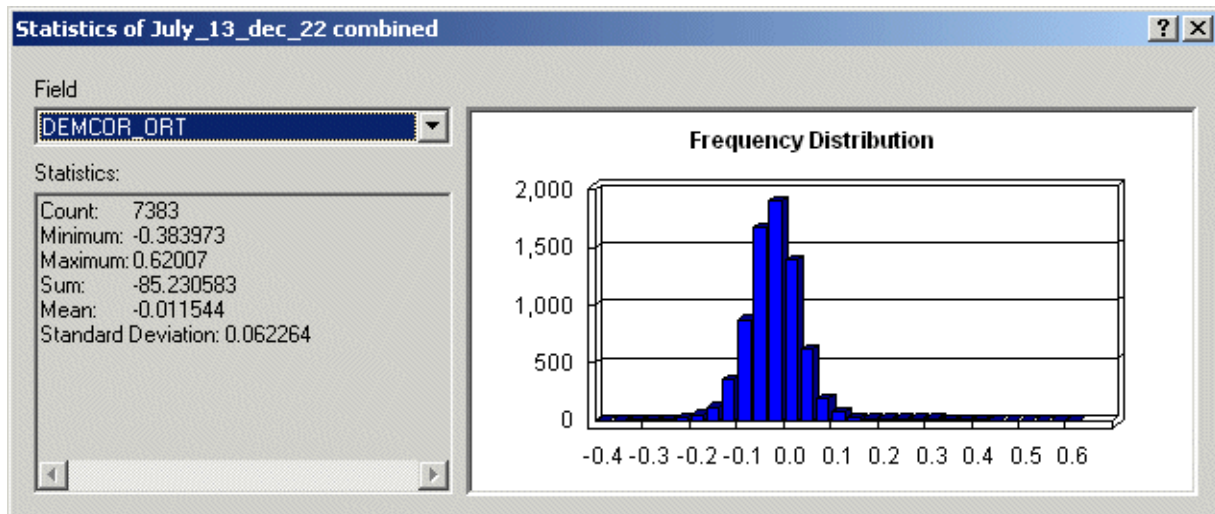 Statistics of July_13_dec_22 combined
Field
DEMCOR_ORT
Statistics:
Count: 7383
Minimum: -0.383973
Maximum: 0.62007
Sum: -85.230583
Mean: -0.011544
Standard Deviation: 0.062264
Frequency Distribution
2,000
1,500
1,000
500
0
-0.4 -0.3 -0.2 -0.1 0.0 0.1 0.2 0.3 0.4 0.5 0.6